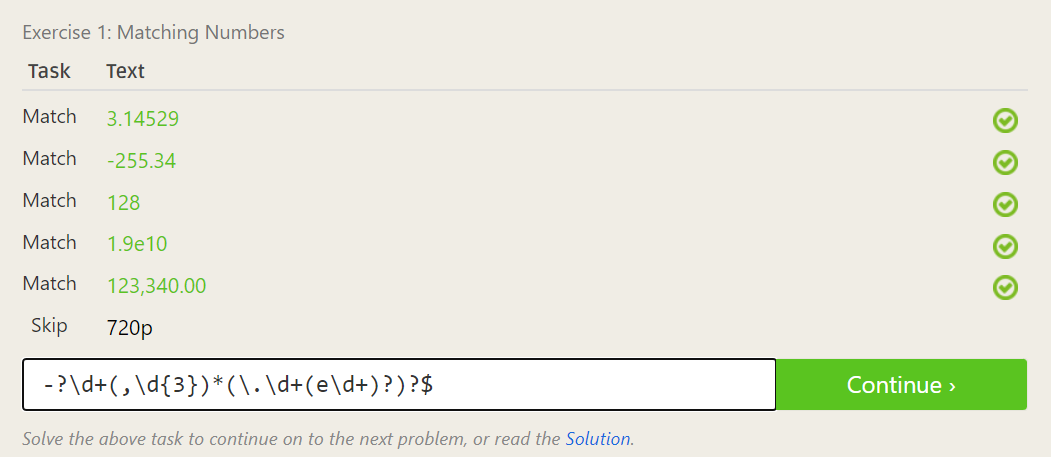 Exercise 1: Matching Numbers
Task Text
Match 3.14529
Match -255.34
Match 128
Match 1.9e10
Match 123,340.00
Skip 720p
-?\d+(,\d{3})*(\.\d+(e\d+)?)?$ Continue ›
Solve the above task to continue on to the next problem, or read the Solution.